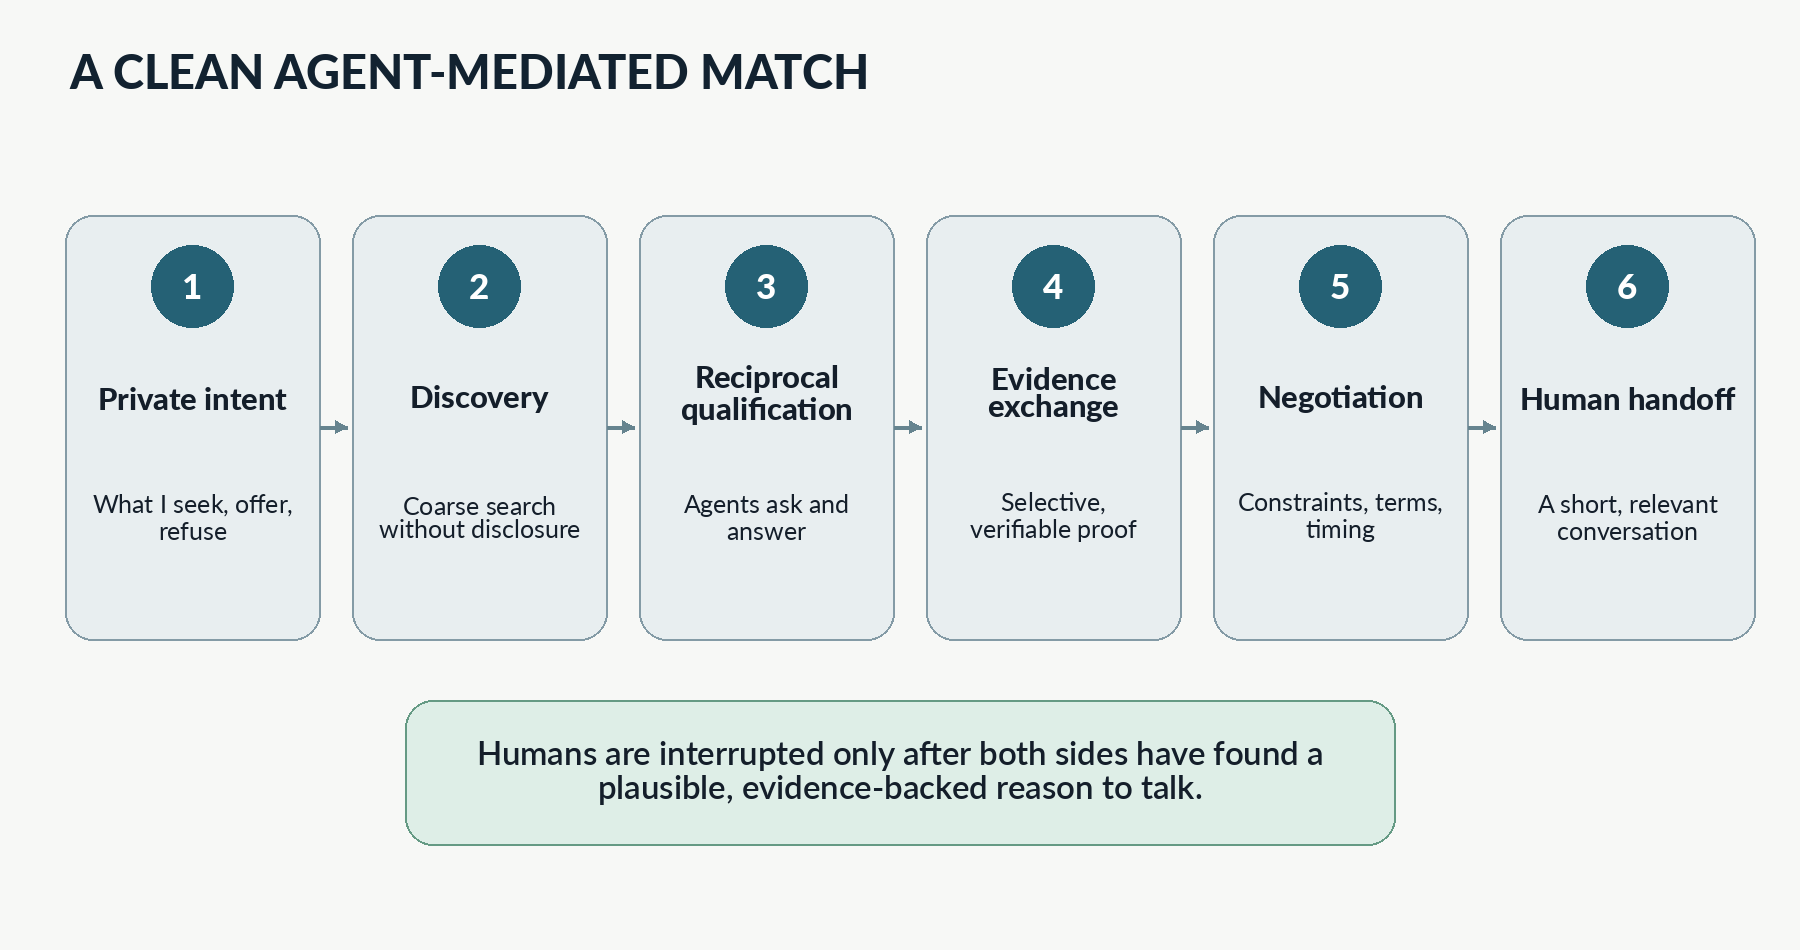 A CLEAN AGENT-MEDIATED MATCH
1
Private intent
What I seek, offer,
refuse
2
Discovery
Coarse search
without disclosure
3
Reciprocal
qualification
Agents ask and
answer
4
Evidence
exchange
Selective,
verifiable proof
5
Negotiation
Constraints, terms,
timing
6
Human handoff
A short, relevant
conversation
Humans are interrupted only after both sides have found a
plausible, evidence-backed reason to talk.